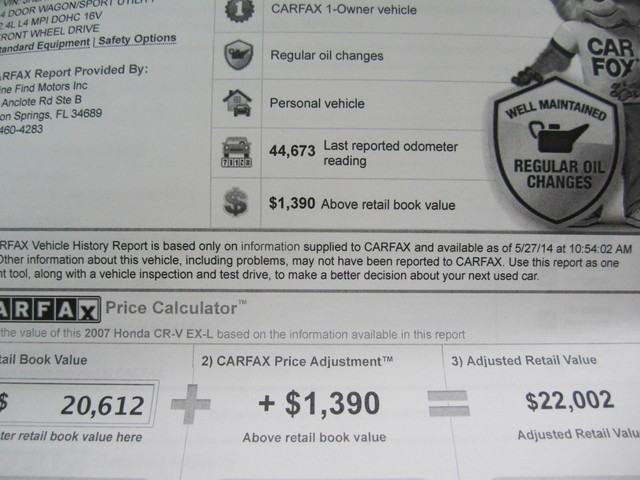 4 DOOR WAGON/SPORT UTILITY
2.4L L4 MPI DOHC 16V
FRONT WHEEL DRIVE
tandard Equipment | Safety Options
ARFAX Report Provided By:
ine Find Motors Inc
Anclote Rd Ste B
on Springs, FL 34689
460-4283
1
CARFAX 1-Owner vehicle
Regular oil changes
Personal vehicle
44,673 Last reported odometer
reading
$1,390 Above retail book value
CAR
FOX
WELL MAINTAINED
REGULAR OIL
CHANGES
RFAX Vehicle History Report is based only on information supplied to CARFAX and available as of 5/27/14 at 10:54:02 AM
Other information about this vehicle, including problems, may not have been reported to CARFAX. Use this report as one
nt tool, along with a vehicle inspection and test drive, to make a better decision about your next used car.
ARFAX Price Calculator™
the value of this 2007 Honda CR-V EX-L based on the information available in this report
tail Book Value
$ 20,612
ter retail book value here
+
2) CARFAX Price Adjustment™
+ $1,390
Above retail book value
=
3) Adjusted Retail Value
$22,002
Adjusted Retail Valu